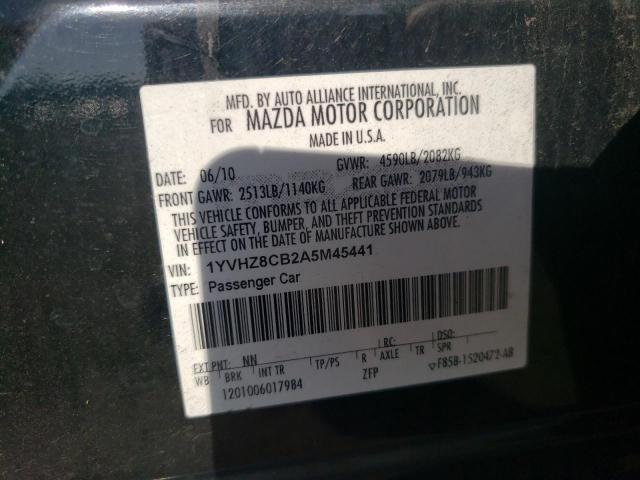 MFD. BY AUTO ALLIANCE INTERNATIONAL, INC.
FOR MAZDA MOTOR CORPORATION
MADE IN U.S.A.
DATE: 06/10 GVWR: 4590LB/2082KG
FRONT GAWR: 2513LB/1140KG REAR GAWR: 2079LB/943KG
THIS VEHICLE CONFORMS TO ALL APPLICABLE FEDERAL MOTOR
VEHICLE SAFETY, BUMPER, AND THEFT PREVENTION STANDARDS
IN EFFECT ON THE DATE OF MANUFACTURE SHOWN ABOVE.
VIN: 1YVHZ8CB2A5M45441
TYPE: Passenger Car
EXT PNT: NN RC: DSO:
WB BRK INT TR TP/PS R AXLE TR SPR
1201006017984 ZFP F85B-1520472-AB